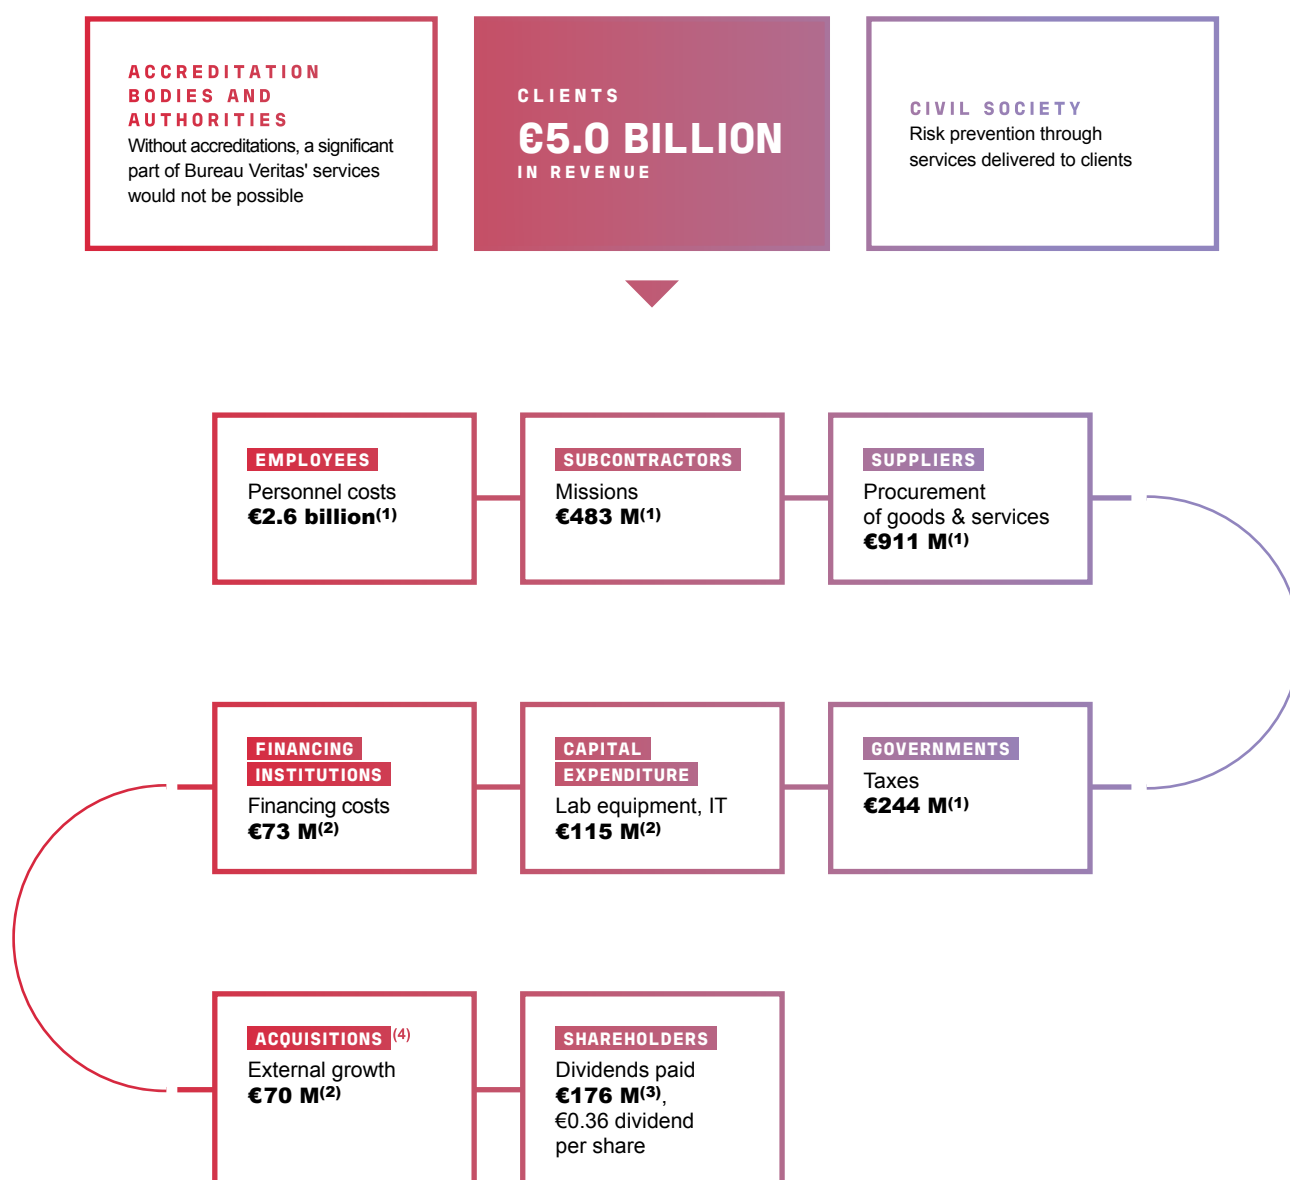 ACCREDITATION
BODIES AND
AUTHORITIES
Without accreditations, a significant
part of Bureau Veritas' services
would not be possible
CLIENTS
€5.0 BILLION
IN REVENUE
CIVIL SOCIETY
Risk prevention through
services delivered to clients
EMPLOYEES
Personnel costs
€2.6 billion(1)
SUBCONTRACTORS
Missions
€483 M(1)
SUPPLIERS
Procurement
of goods & services
€911 M(1)
FINANCING
INSTITUTIONS
Financing costs
€73 M(2)
CAPITAL
EXPENDITURE
Lab equipment, IT
€115 M(2)
GOVERNMENTS
Taxes
€244 M(1)
ACQUISITIONS (4)
External growth
€70 M(2)
SHAREHOLDERS
Dividends paid
€176 M(3),
€0.36 dividend
per share